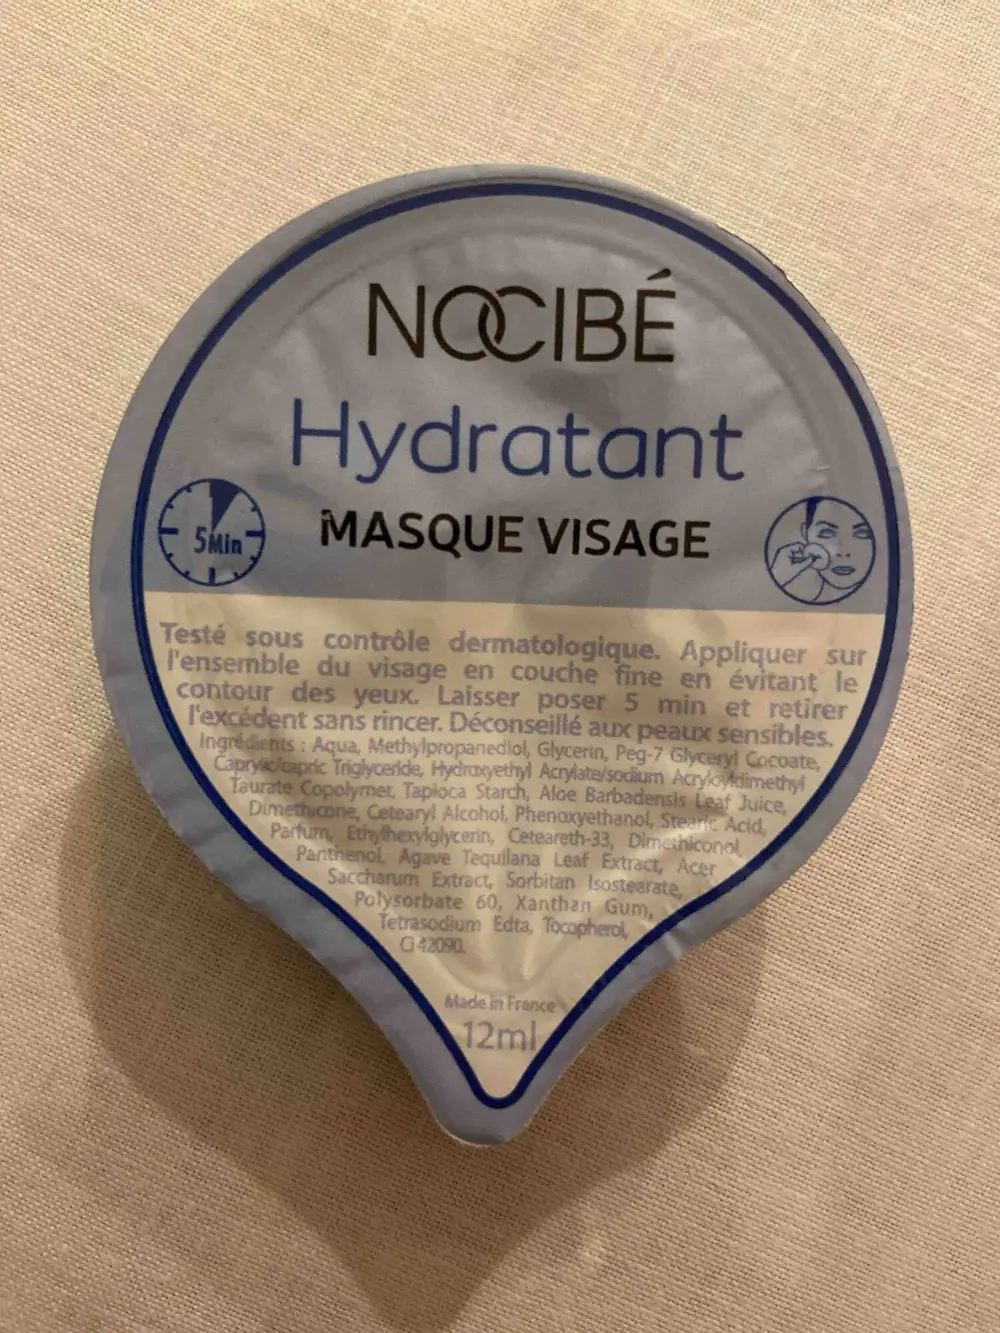 NOCIBÉ
Hydratant
MASQUE VISAGE
5Min
Testé sous contrôle dermatologique. Appliquer sur
l'ensemble du visage en couche fine en évitant le
contour des yeux. Laisser poser 5 min et retirer
l'excédent sans rincer. Déconseillé aux peaux sensibles.
Ingrédients : Aqua, Methylpropanediol, Glycerin, Peg-7 Glyceryl Cocoate,
Caprylic/capric Triglyceride, Hydroxyethyl Acrylate/sodium Acryloyldimethyl
Taurate Copolymer, Tapioca Starch, Aloe Barbadensis Leaf Juice,
Dimethicone, Cetearyl Alcohol, Phenoxyethanol, Stearic Acid,
Parfum, Ethylhexylglycerin, Ceteareth-33, Dimethiconol,
Panthenol, Agave Tequilana Leaf Extract, Acer
Saccharum Extract, Sorbitan Isostearate,
Polysorbate 60, Xanthan Gum,
Tetrasodium Edta, Tocopherol,
CI 42090.
Made in France
12ml